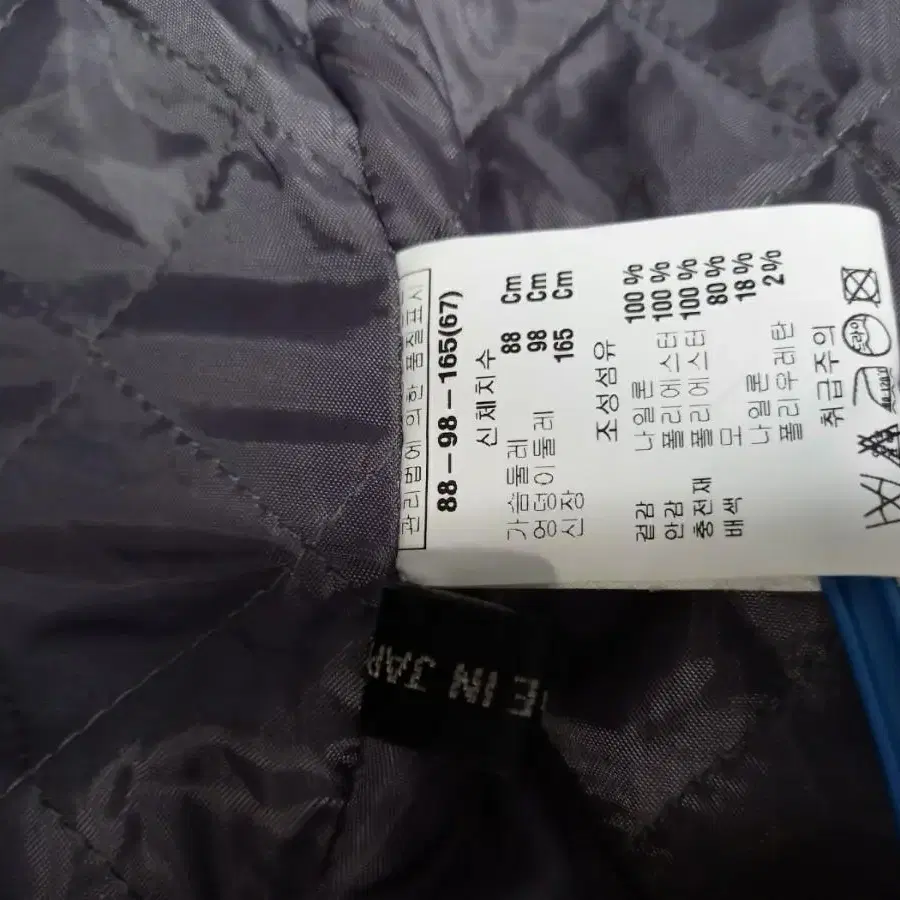 관리법에 의한 품질표시
88-98-165(67)
신체치수
가슴둘레 88 Cm
엉덩이둘레 98 Cm
신장 165 Cm
조성섬유
겉감 나일론 100 %
안감 폴리에스터 100 %
충전재 폴리에스터 100 %
배색 모 80 %
나일론 18 %
폴리우레탄 2 %
취급주의
드라이
E IN JAP